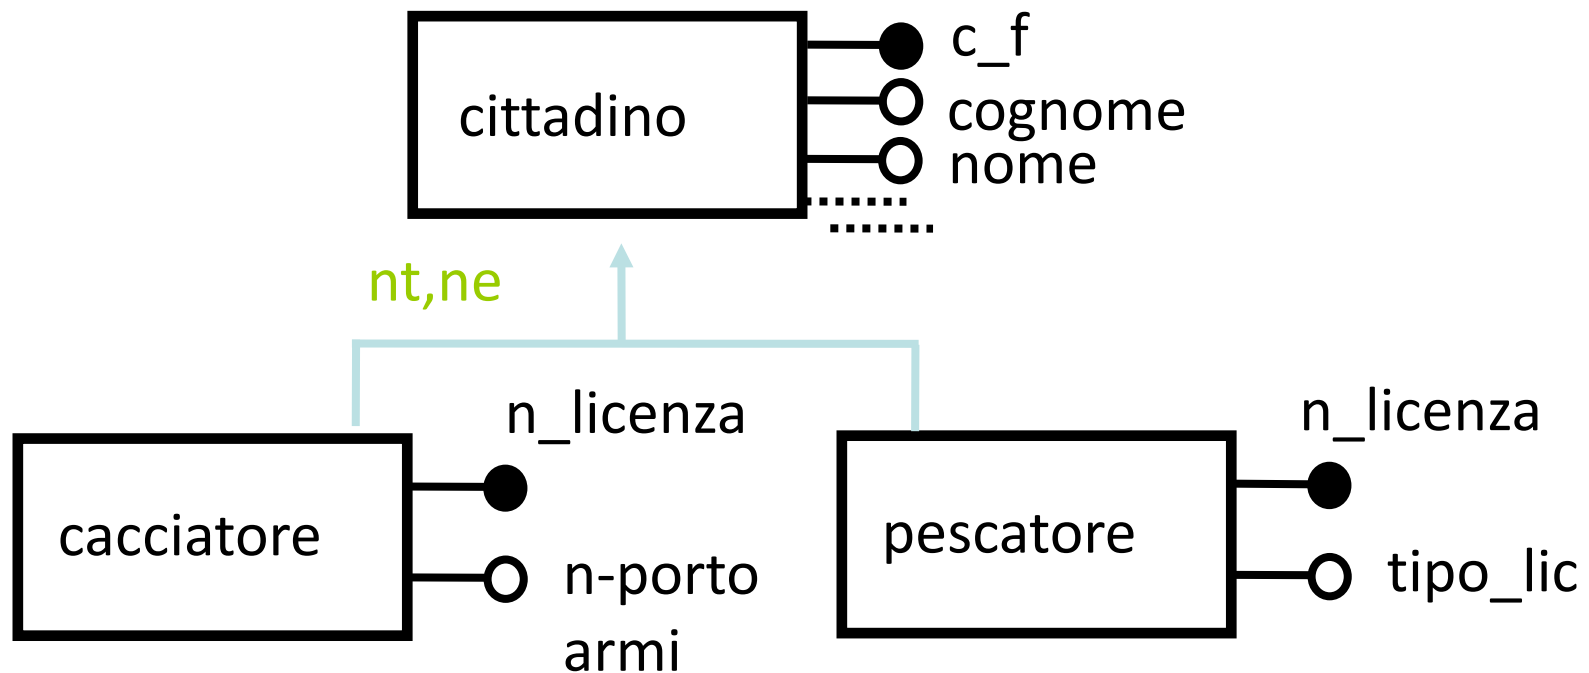 cittadino
c_f
cognome
nome
nt,ne
n_licenza
cacciatore
n-porto
armi
n_licenza
pescatore
tipo_lic